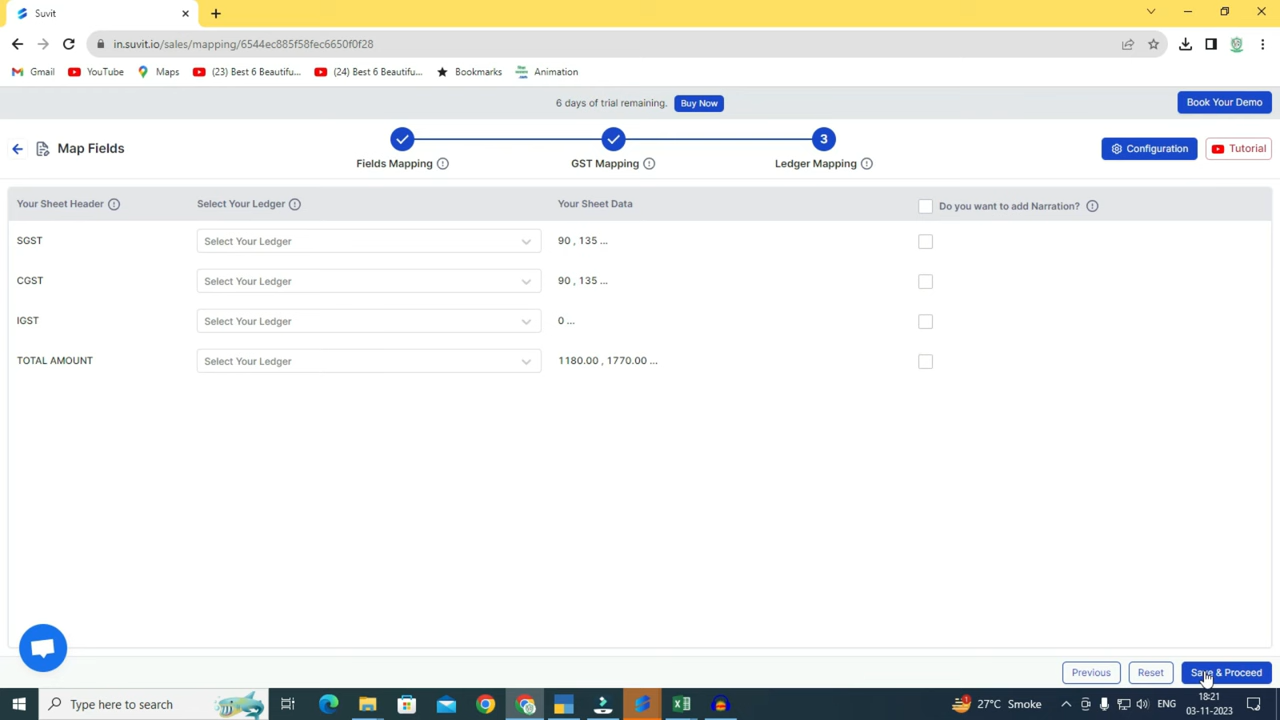 Suvit
in.suvit.io/sales/mapping/6544ec885f58fec6650f0f28
Gmail YouTube Maps (23) Best 6 Beautifu... (24) Best 6 Beautifu... Bookmarks Animation
6 days of trial remaining. Buy Now Book Your Demo
Map Fields 3 Configuration Tutorial
Fields Mapping GST Mapping Ledger Mapping
Your Sheet Header Select Your Ledger Your Sheet Data Do you want to add Narration?
SGST Select Your Ledger 90 , 135 ...
CGST Select Your Ledger 90 , 135 ...
IGST Select Your Ledger 0 ...
TOTAL AMOUNT Select Your Ledger 1180.00 , 1770.00 ...
Previous Reset Save & Proceed
Type here to search 27°C Smoke ENG 18:21
03-11-2023